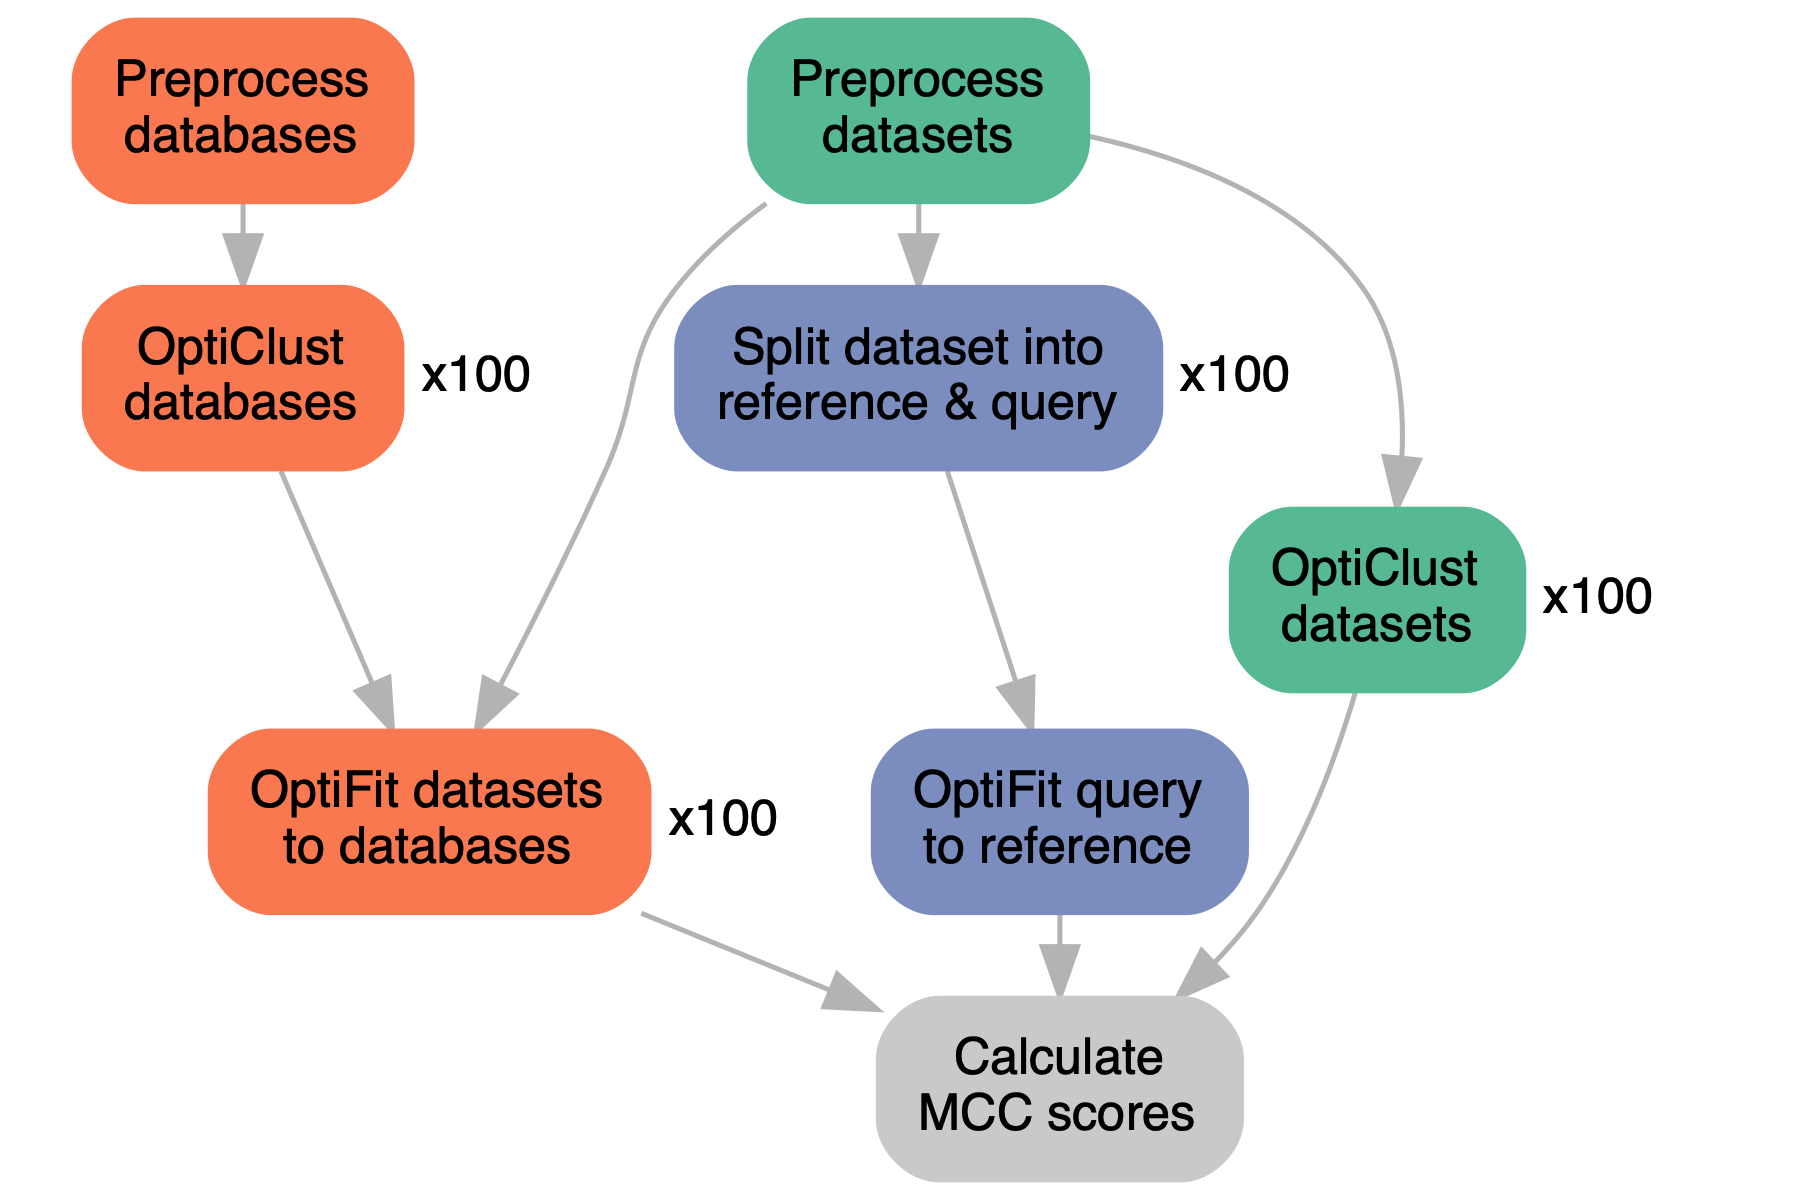 Preprocess
databases
Preprocess
datasets
OptiClust
databases
x100
Split dataset into
reference & query
x100
OptiClust
datasets
x100
OptiFit datasets
to databases
x100
OptiFit query
to reference
Calculate
MCC scores